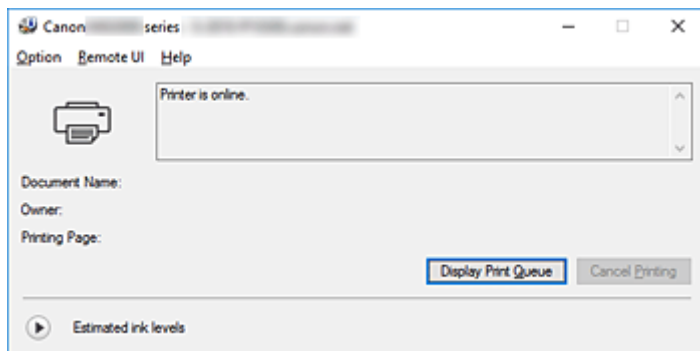 Canon series
Option Remote UI Help
Printer is online.
Document Name:
Owner:
Printing Page:
Display Print Queue Cancel Printing
Estimated ink levels